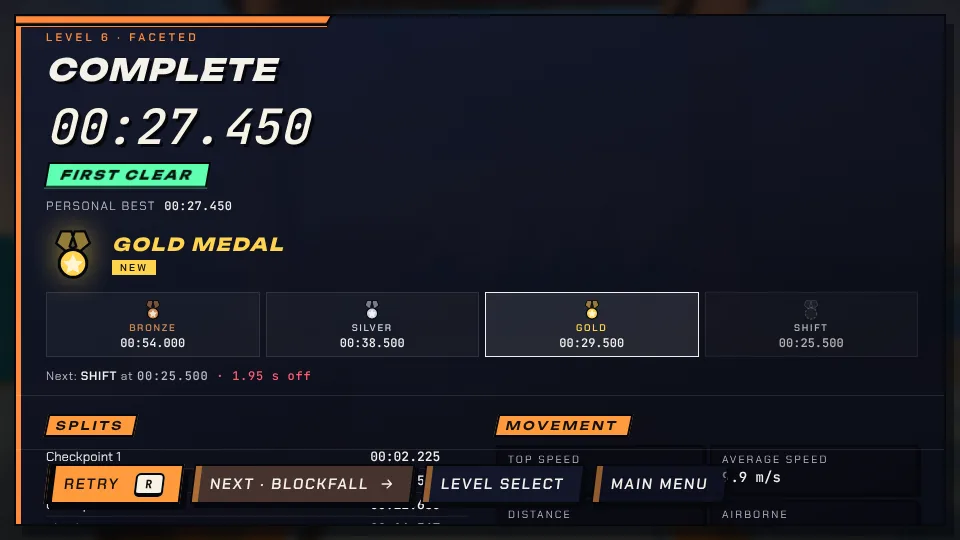 LEVEL 6 · FACETED
COMPLETE
00:27.450
FIRST CLEAR
PERSONAL BEST 00:27.450
GOLD MEDAL
NEW
BRONZE
00:54.000
SILVER
00:38.500
GOLD
00:29.500
SHIFT
00:25.500
Next: SHIFT at 00:25.500 · 1.95 s off
SPLITS
MOVEMENT
Checkpoint 1 00:02.225
TOP SPEED
AVERAGE SPEED
.9 m/s
RETRY R
NEXT · BLOCKFALL →
LEVEL SELECT
MAIN MENU
DISTANCE
AIRBORNE